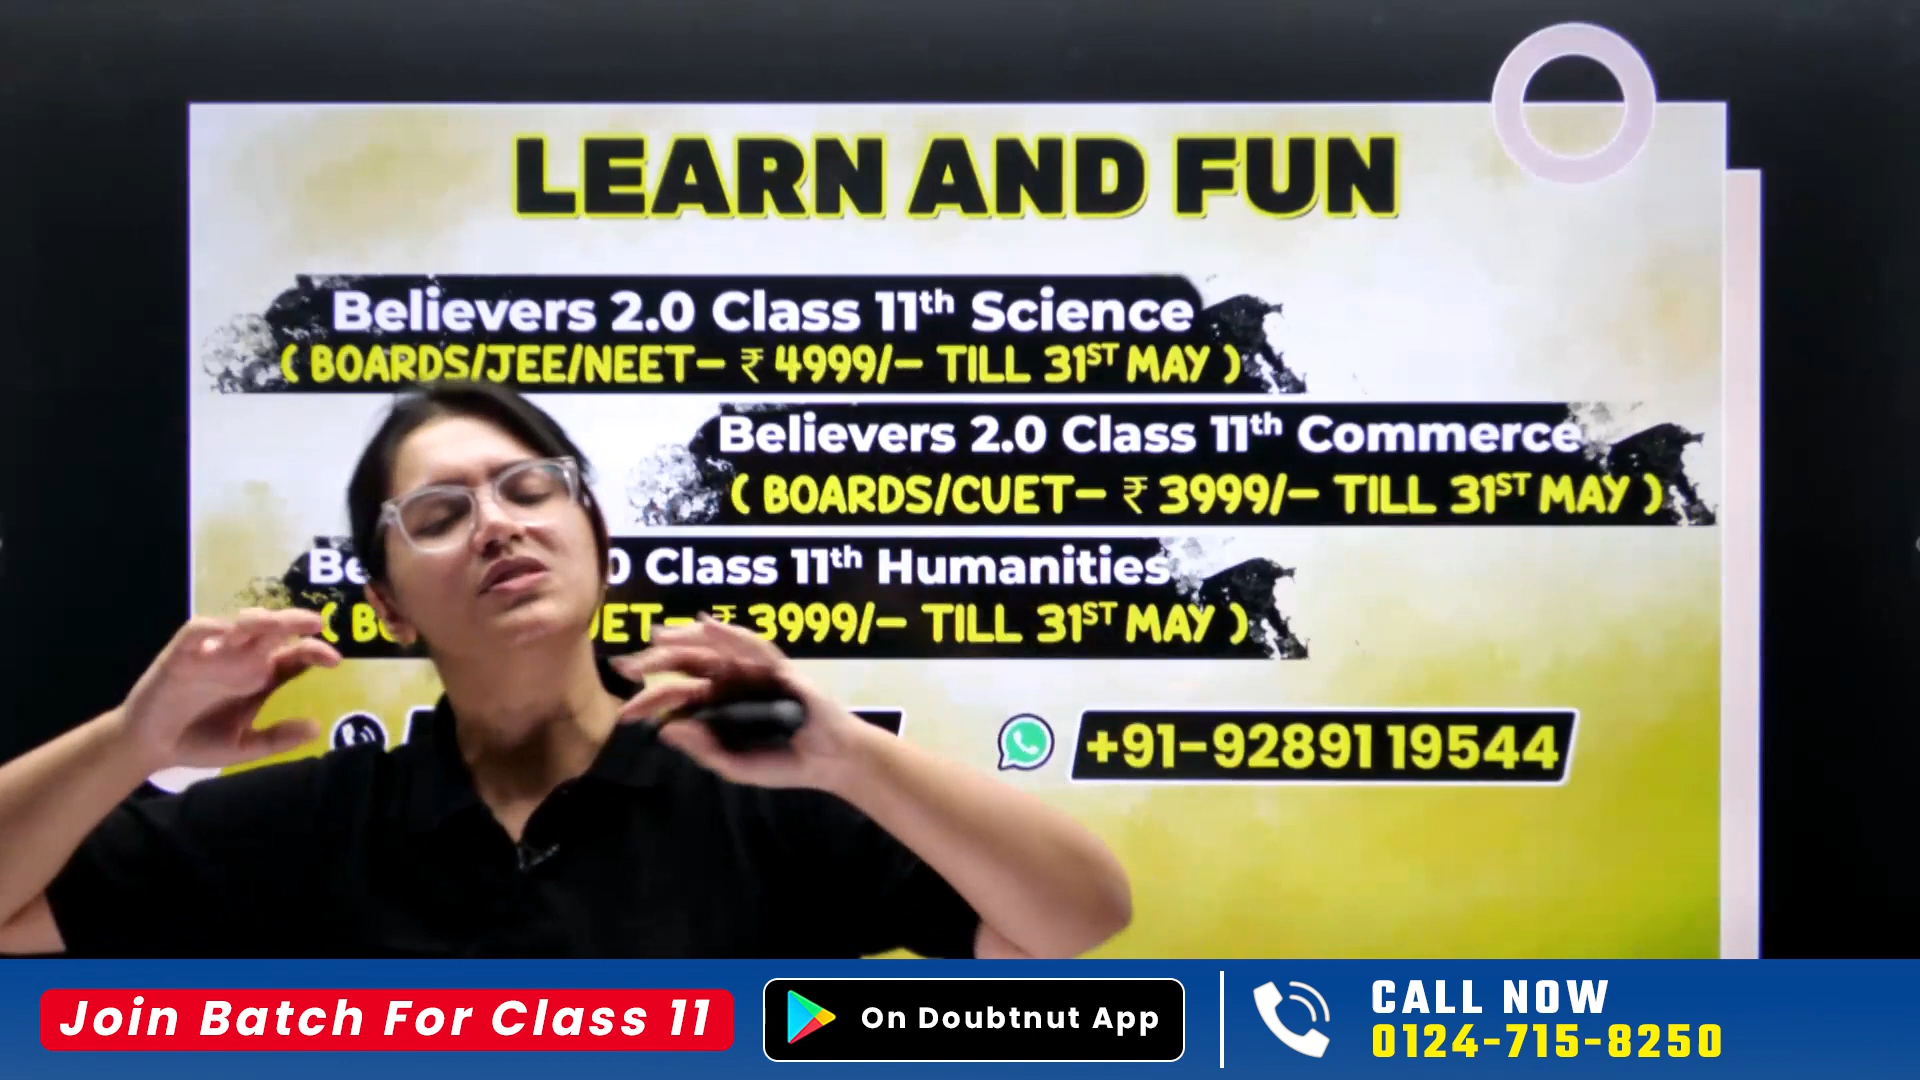 LEARN AND FUN
Believers 2.0 Class 11th Science
( BOARDS/JEE/NEET- ₹ 4999/- TILL 31ST MAY )
Believers 2.0 Class 11th Commerce
( BOARDS/CUET- ₹ 3999/- TILL 31ST MAY )
Class 11th Humanities
₹ 3999/- TILL 31ST MAY )
+91-9289119544
Join Batch For Class 11
On Doubtnut App
CALL NOW
0124-715-8250